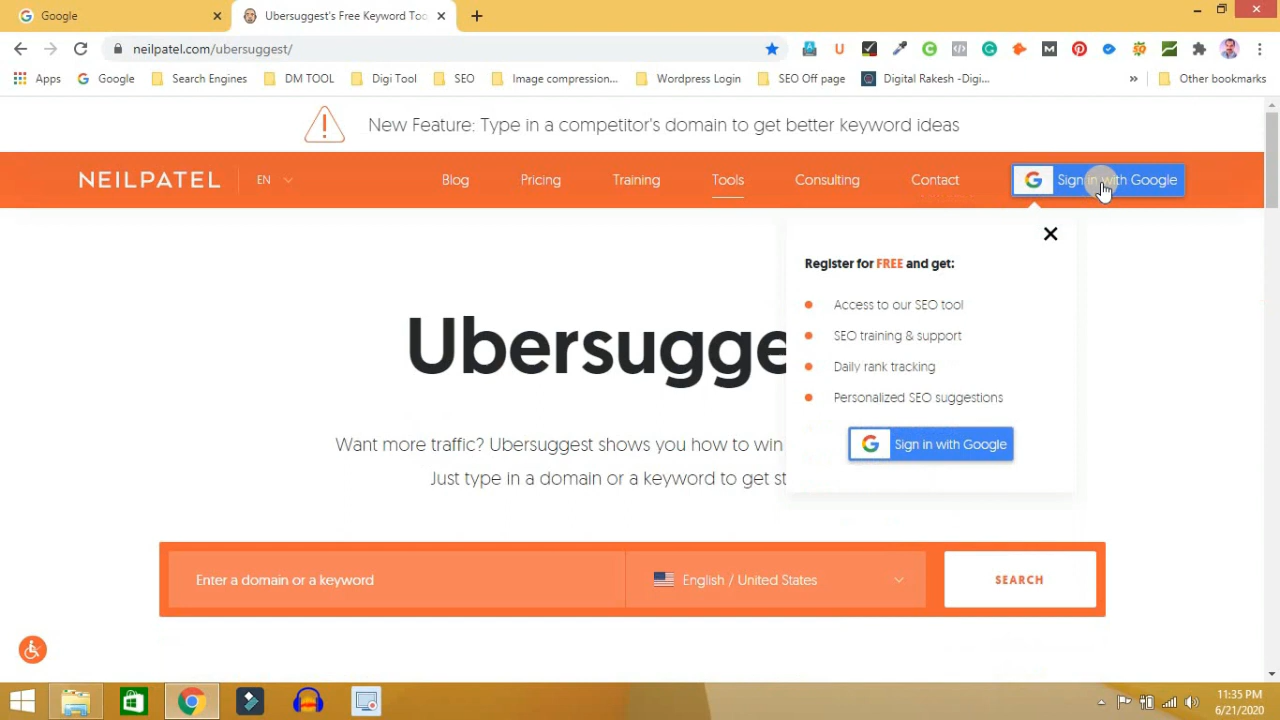 Google
Ubersuggest's Free Keyword Too
neilpatel.com/ubersuggest/
Apps
Google
Search Engines
DM TOOL
Digi Tool
SEO
Image compression...
Wordpress Login
SEO Off page
Digital Rakesh -Digi...
»
Other bookmarks
New Feature: Type in a competitor's domain to get better keyword ideas
NEILPATEL
EN
Blog
Pricing
Training
Tools
Consulting
Contact
Sign in with Google
Register for FREE and get:
Access to our SEO tool
SEO training & support
Daily rank tracking
Personalized SEO suggestions
Sign in with Google
Ubersugge
Want more traffic? Ubersuggest shows you how to win
Just type in a domain or a keyword to get st
Enter a domain or a keyword
English / United States
SEARCH
11:35 PM
6/21/2020